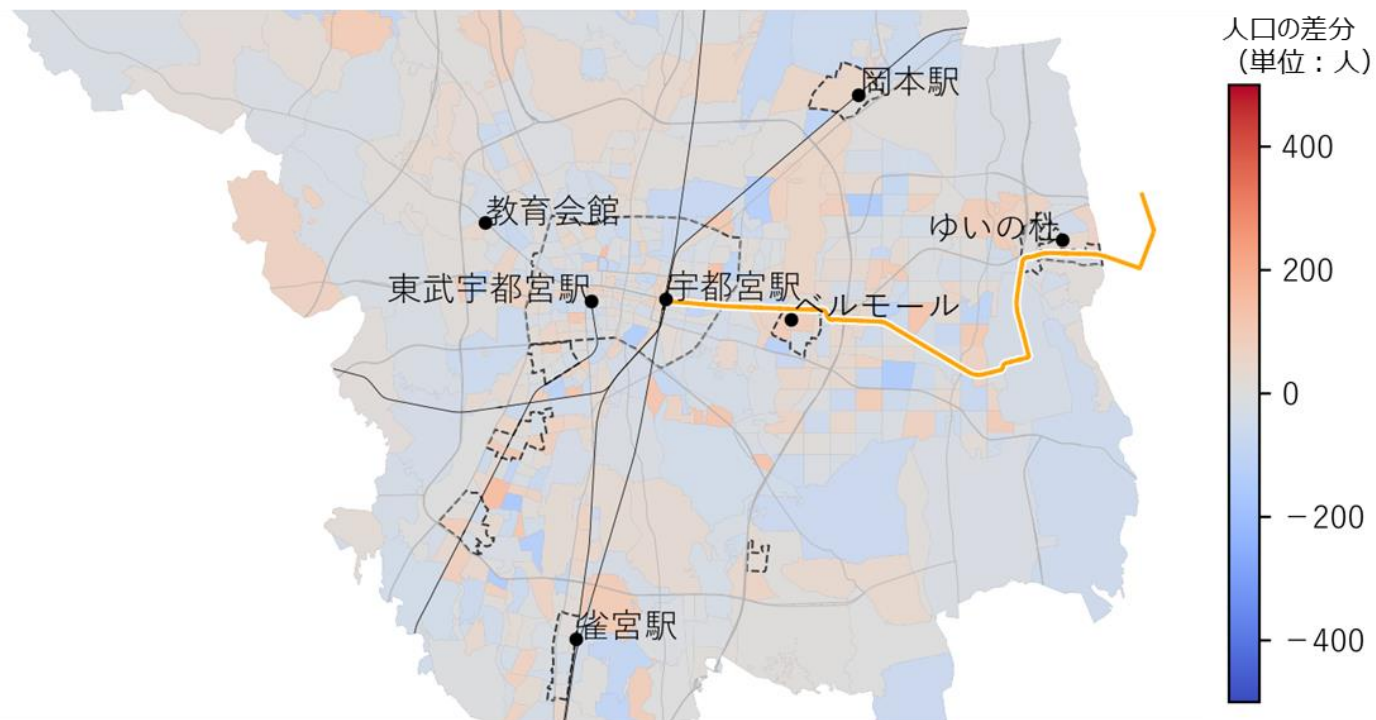 人口の差分
（単位：人）
岡本駅
教育会館
ゆいの杜
東武宇都宮駅
宇都宮駅
ベルモール
雀宮駅
400
200
0
－200
－400